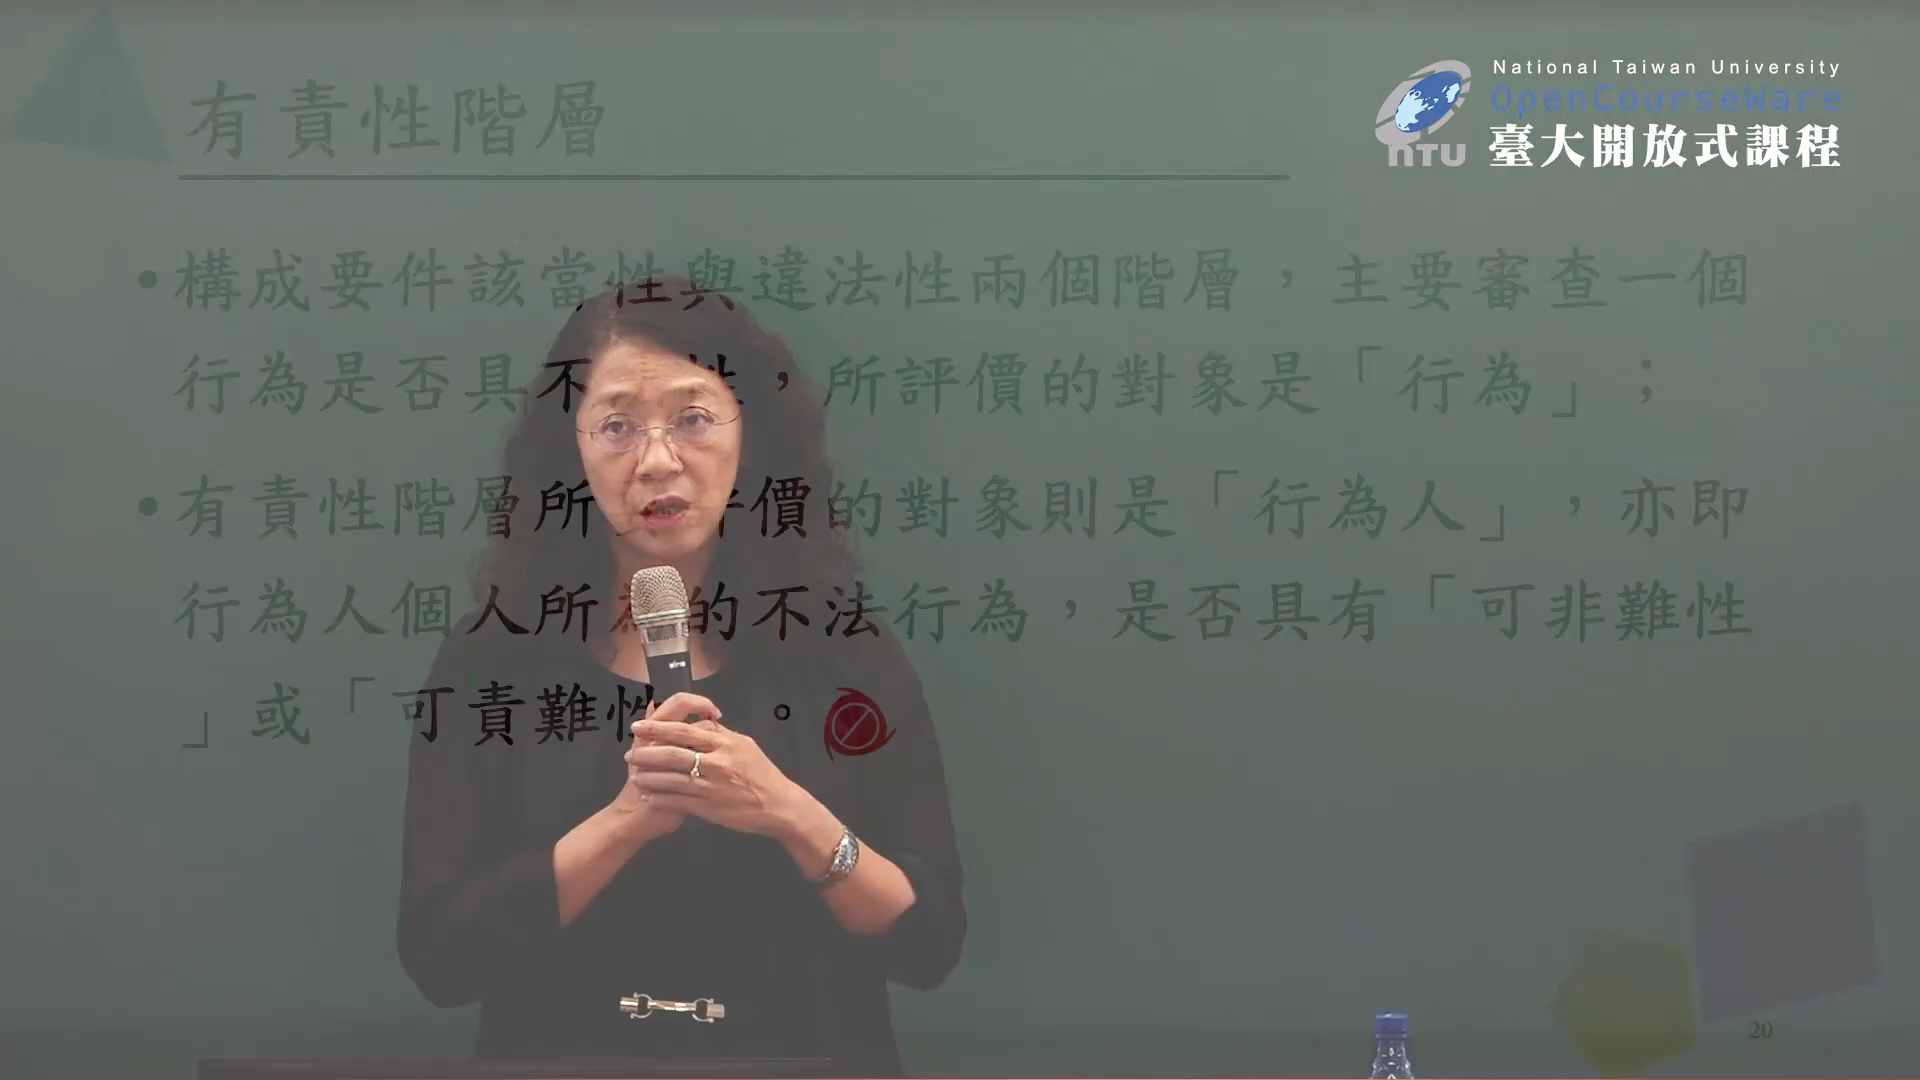 National Taiwan University
OpenCourseWare
臺大開放式課程
NTU
有責性階層
•構成要件該當性與違法性兩個階層，主要審查一個
行為是否具不性，所評價的對象是「行為」；
•有責性階層所評價的對象則是「行為人」，亦即
行為人個人所為的不法行為，是否具有「可非難性
」或「可責難性」。
20